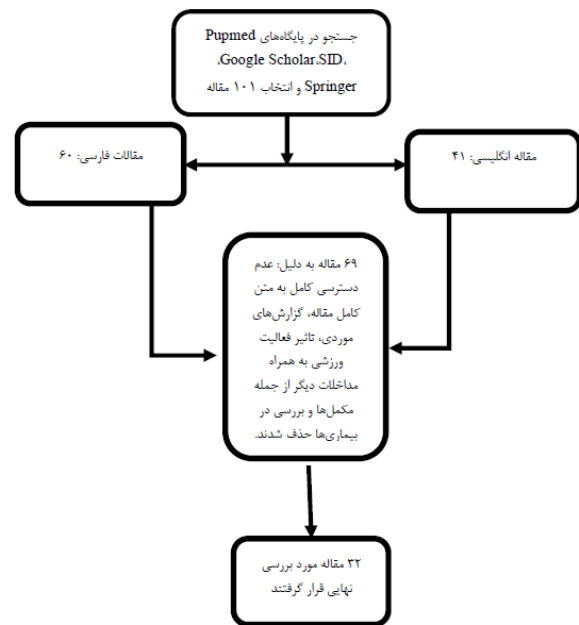 جستجو در پایگاه‌های Pupmed
،Google Scholar،SID،
Springer و انتخاب ۱۰۱ مقاله
مقاله انگلیسی: ۴۱
مقالات فارسی: ۶۰
۶۹ مقاله به دلیل: عدم
دسترسی کامل به متن
کامل مقاله، گزارش‌های
موردی، تاثیر فعالیت
ورزشی به همراه
مداخلات دیگر از جمله
مکمل‌ها و بررسی در
بیماری‌ها حذف شدند.
۳۲ مقاله مورد بررسی
نهایی قرار گرفتند